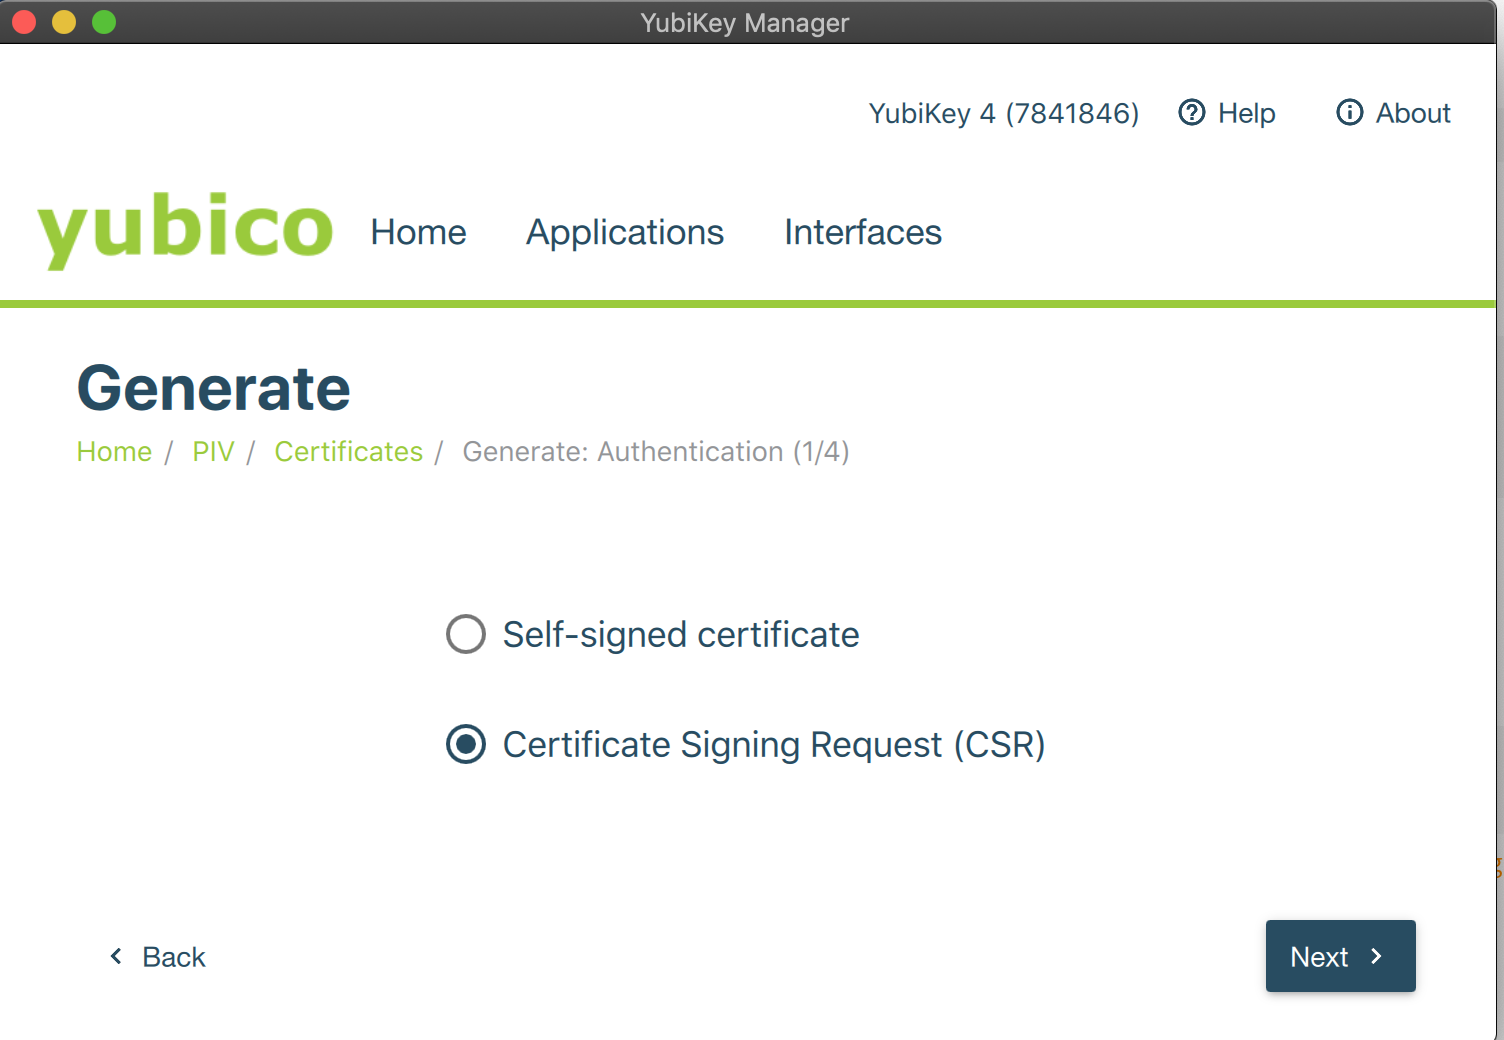 YubiKey Manager
YubiKey 4 (7841846) Help About
yubico Home Applications Interfaces
Generate
Home / PIV / Certificates / Generate: Authentication (1/4)
Self-signed certificate
Certificate Signing Request (CSR)
Back Next